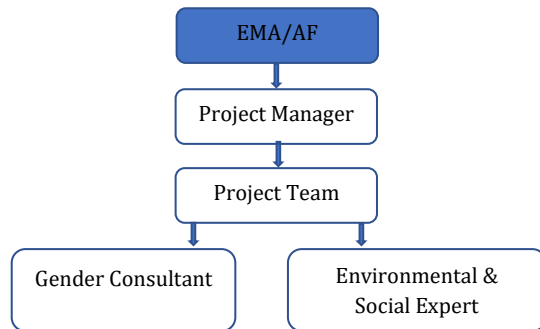 EMA/AF
Project Manager
Project Team
Gender Consultant
Environmental &
Social Expert